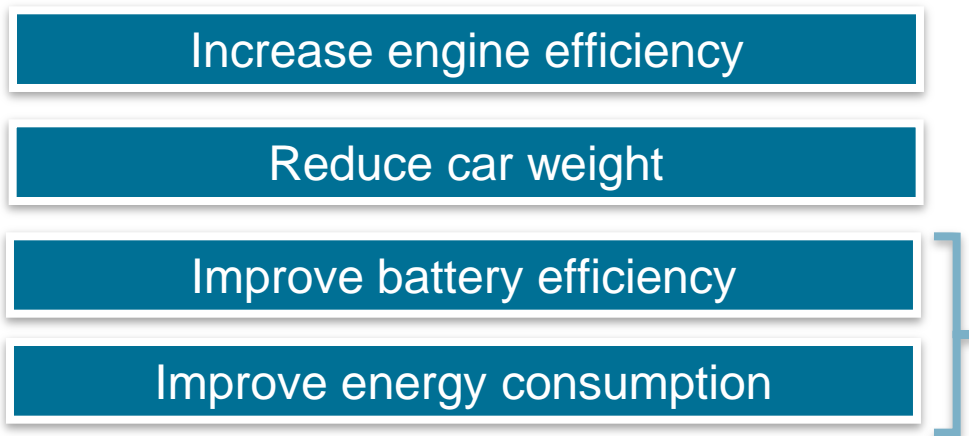 Increase engine efficiency
Reduce car weight
Improve battery efficiency
Improve energy consumption